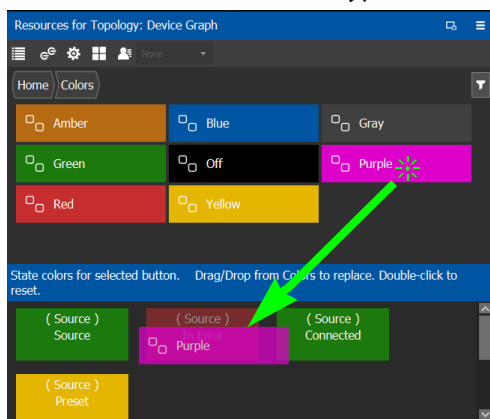 Resources for Topology: Device Graph
None
Home Colors
Amber Blue Gray
Green Off Purple
Red Yellow
State colors for selected button. Drag/Drop from Colors to replace. Double-click to
reset.
( Source ) ( Source ) ( Source )
Source In Error Connected
Purple
( Source )
Preset